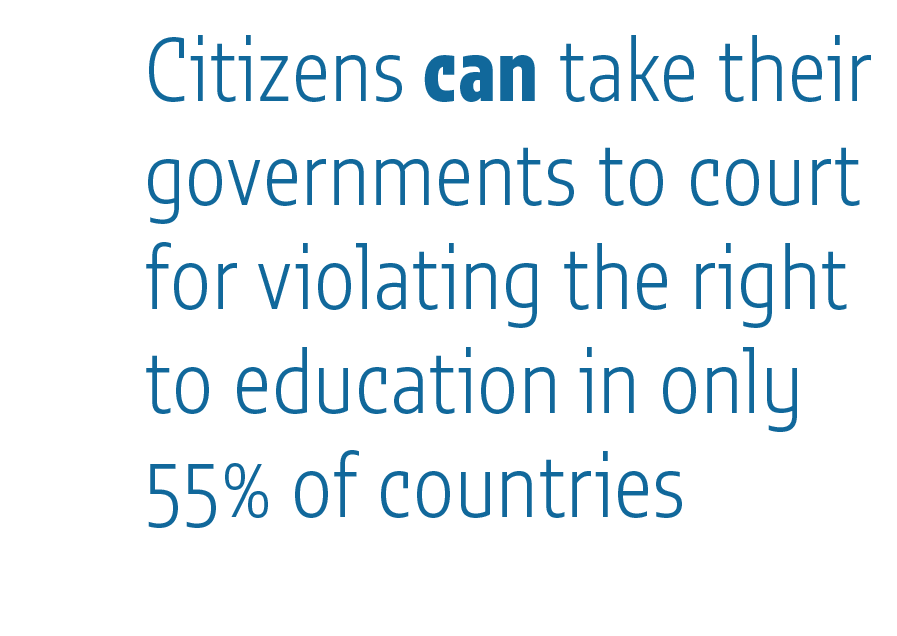 Citizens can take their
governments to court
for violating the right
to education in only
55% of countries